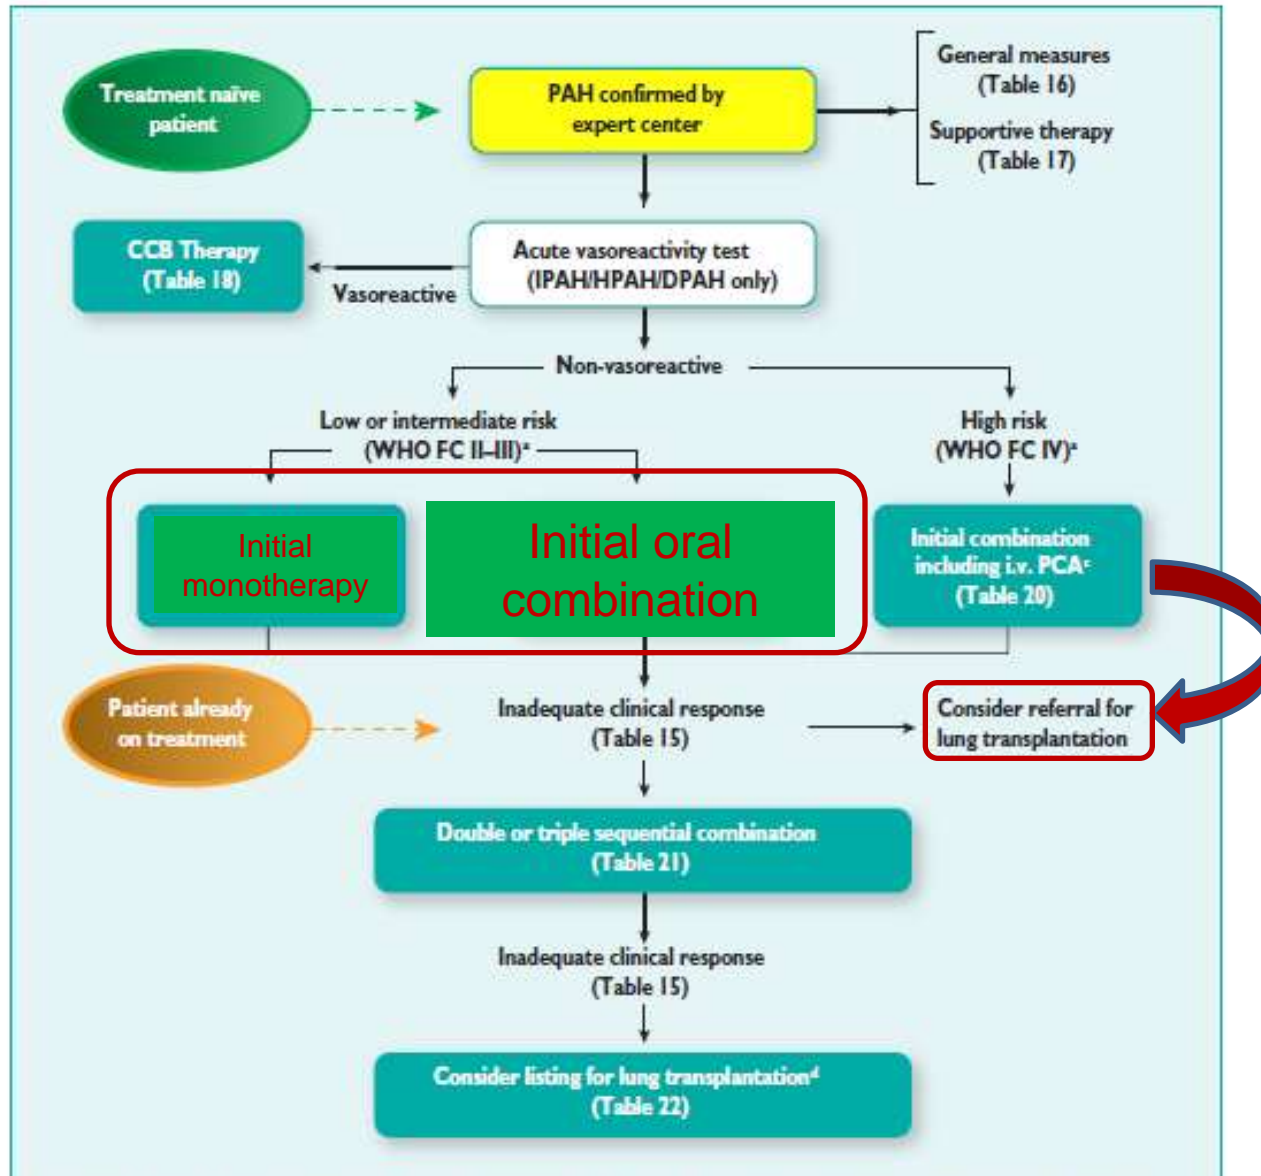 Treatment naïve
patient
PAH confirmed by
expert center
General measures
(Table 16)
Supportive therapy
(Table 17)
CCB Therapy
(Table 18)
Vasoreactive
Acute vasoreactivity test
(IPAH/HPAH/DPAH only)
Non-vasoreactive
Low or intermediate risk
(WHO FC II–III)ᵃ
High risk
(WHO FC IV)ᵃ
Initial
monotherapy
Initial oral
combination
Initial combination
including i.v. PCAᶜ
(Table 20)
Patient already
on treatment
Inadequate clinical response
(Table 15)
Consider referral for
lung transplantation
Double or triple sequential combination
(Table 21)
Inadequate clinical response
(Table 15)
Consider listing for lung transplantationᵈ
(Table 22)